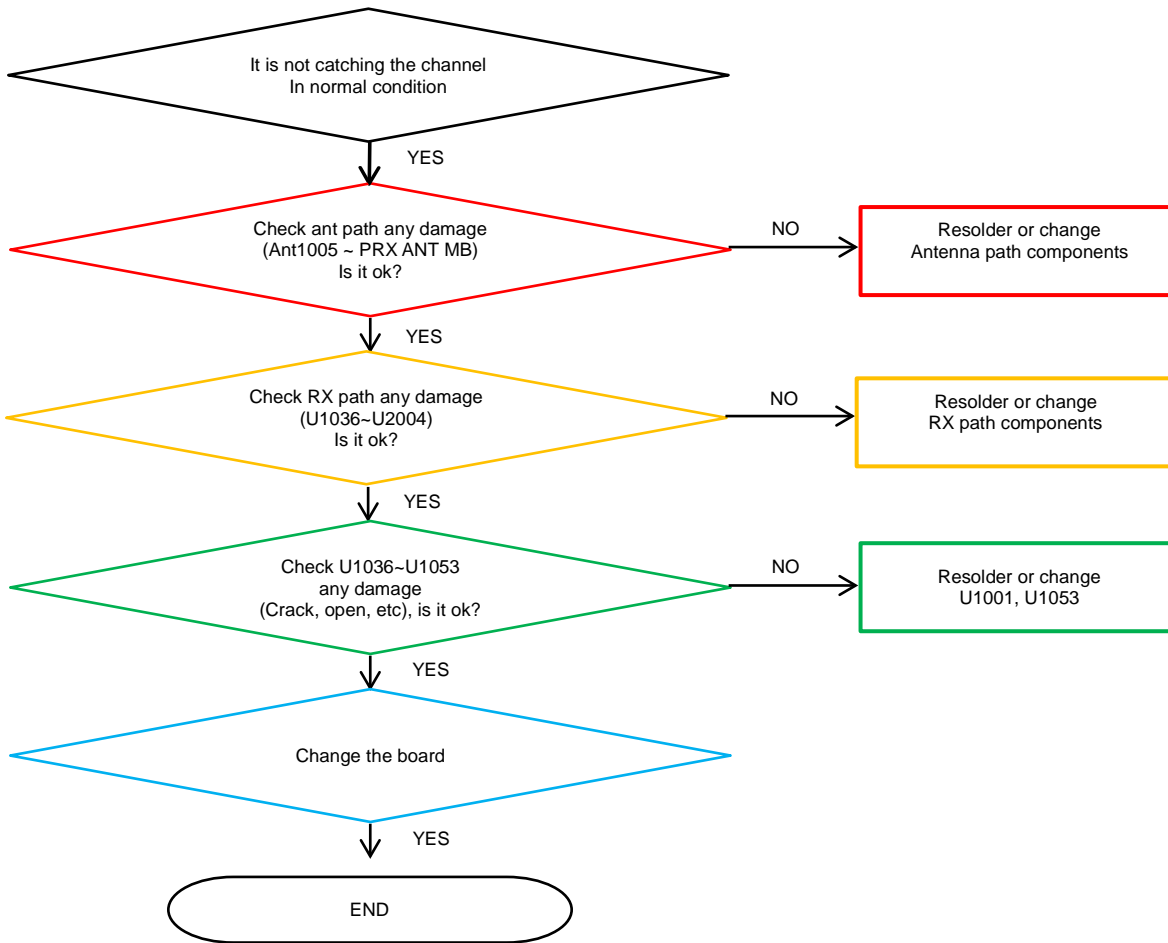 It is not catching the channel
In normal condition
YES
Check ant path any damage
(Ant1005 ~ PRX ANT MB)
Is it ok?
NO
Resolder or change
Antenna path components
YES
Check RX path any damage
(U1036~U2004)
Is it ok?
NO
Resolder or change
RX path components
YES
Check U1036~U1053
any damage
(Crack, open, etc), is it ok?
NO
Resolder or change
U1001, U1053
YES
Change the board
YES
END